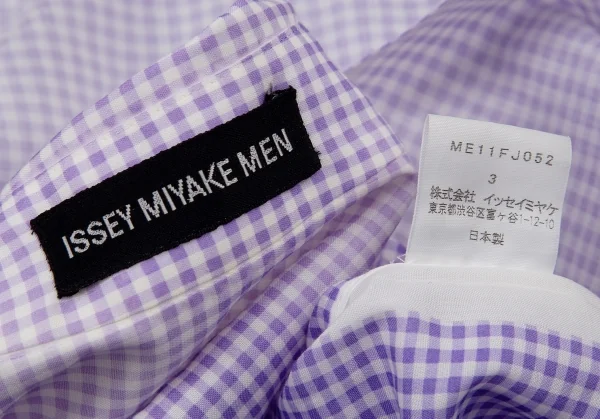 ISSEY MIYAKE MEN
ME11FJ052
3
株式会社 イッセイミヤケ
東京都渋谷区富ヶ谷1-12-10
日本製